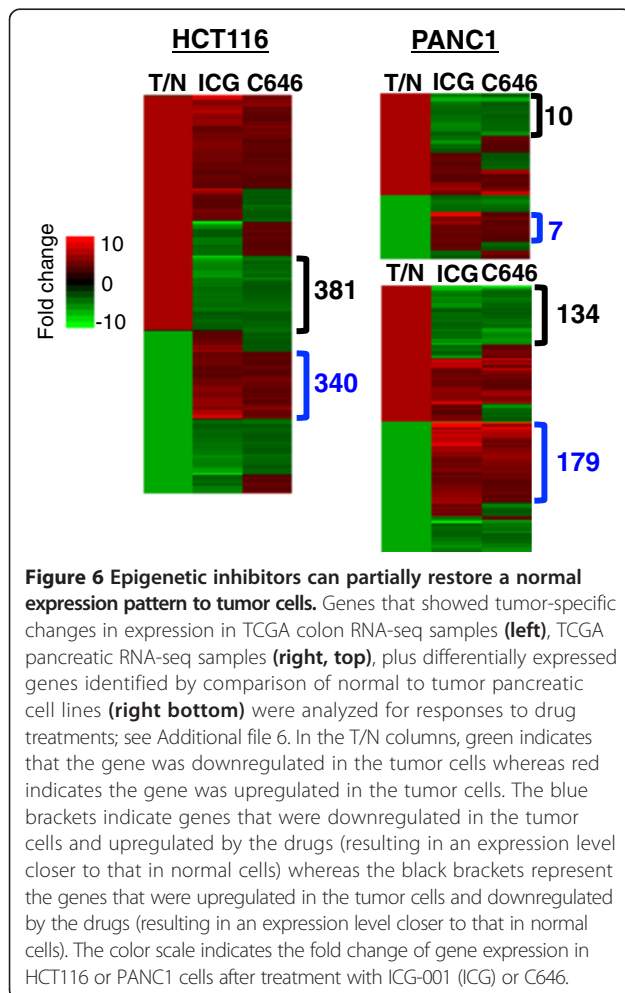 HCT116
PANC1
T/N ICG C646
T/N ICG C646
10
7
Fold change
10
0
-10
381
340
T/N ICG C646
134
179
Figure 6 Epigenetic inhibitors can partially restore a normal
expression pattern to tumor cells. Genes that showed tumor-specific
changes in expression in TCGA colon RNA-seq samples (left), TCGA
pancreatic RNA-seq samples (right, top), plus differentially expressed
genes identified by comparison of normal to tumor pancreatic
cell lines (right bottom) were analyzed for responses to drug
treatments; see Additional file 6. In the T/N columns, green indicates
that the gene was downregulated in the tumor cells whereas red
indicates the gene was upregulated in the tumor cells. The blue
brackets indicate genes that were downregulated in the tumor
cells and upregulated by the drugs (resulting in an expression level
closer to that in normal cells) whereas the black brackets represent
the genes that were upregulated in the tumor cells and downregulated
by the drugs (resulting in an expression level closer to that in normal
cells). The color scale indicates the fold change of gene expression in
HCT116 or PANC1 cells after treatment with ICG-001 (ICG) or C646.